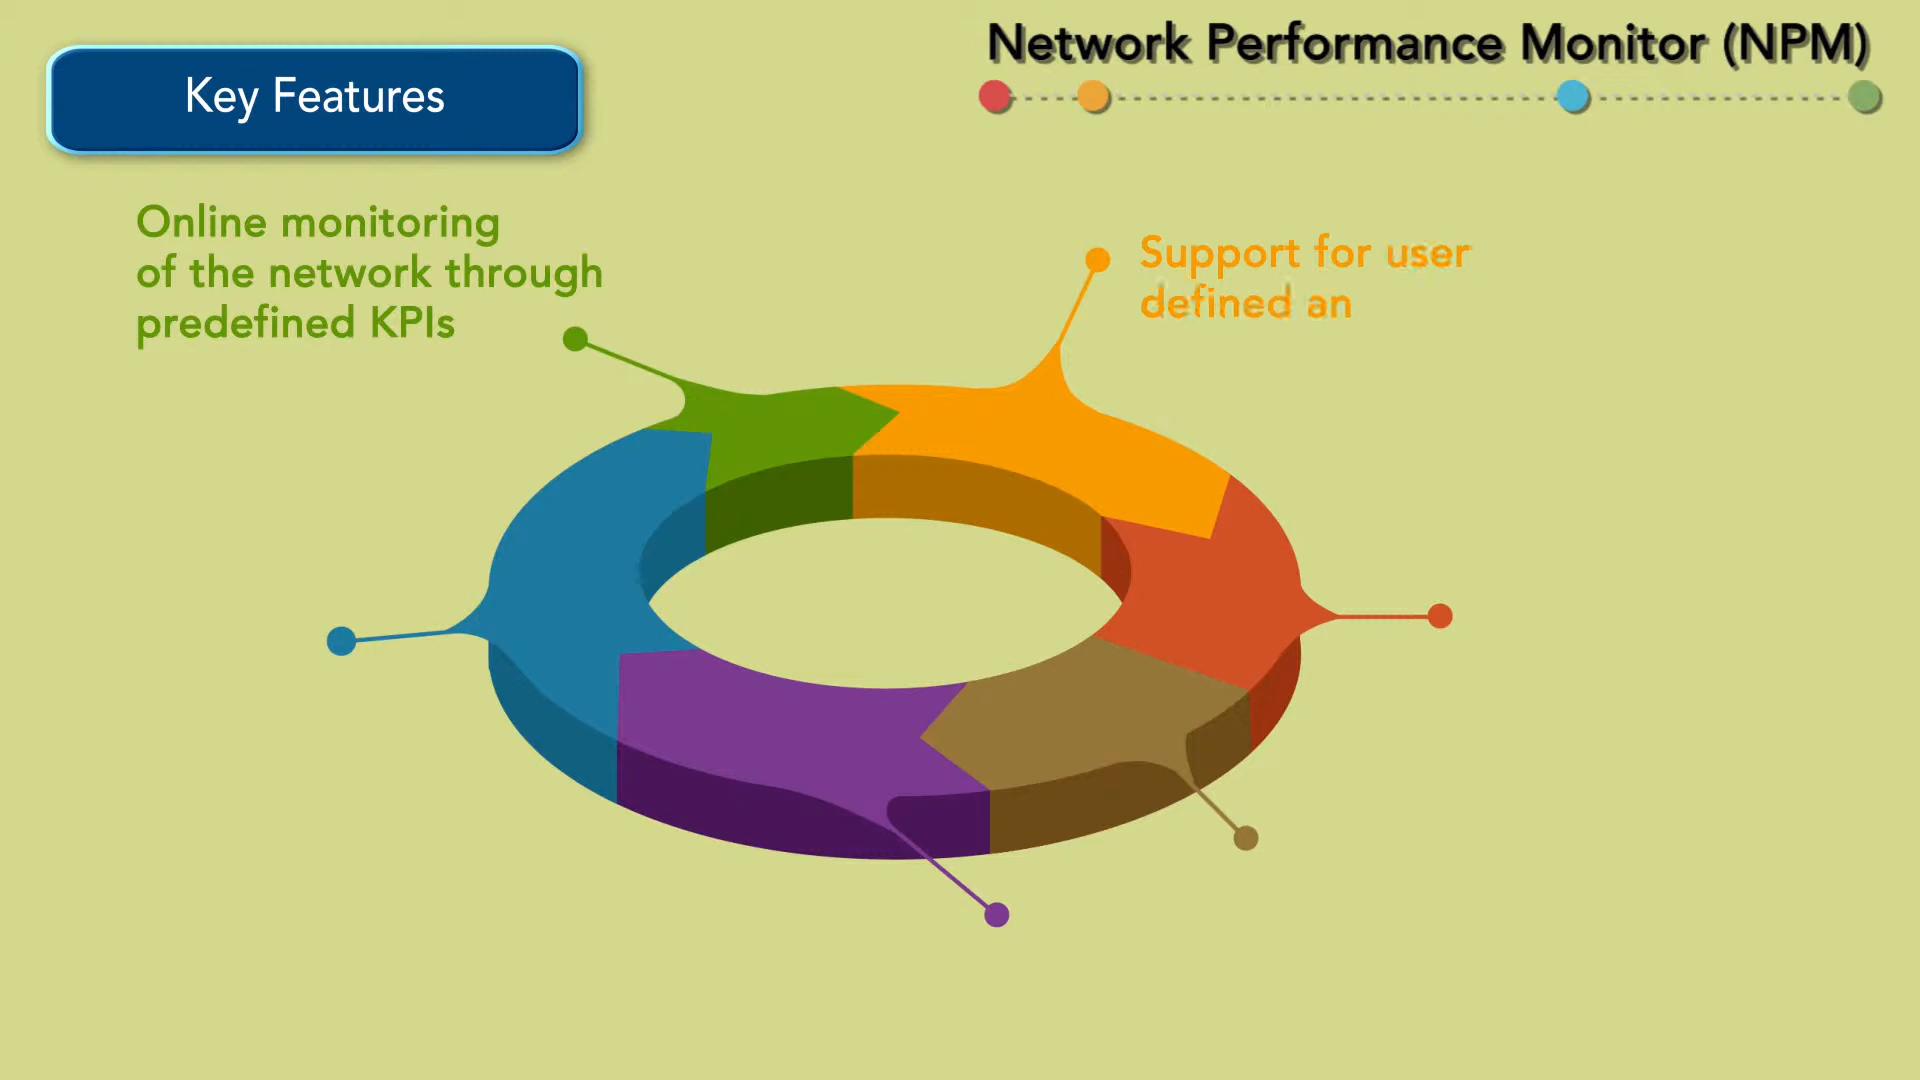 Network Performance Monitor (NPM)
Key Features
Online monitoring
of the network through
predefined KPIs
Support for user
defined an